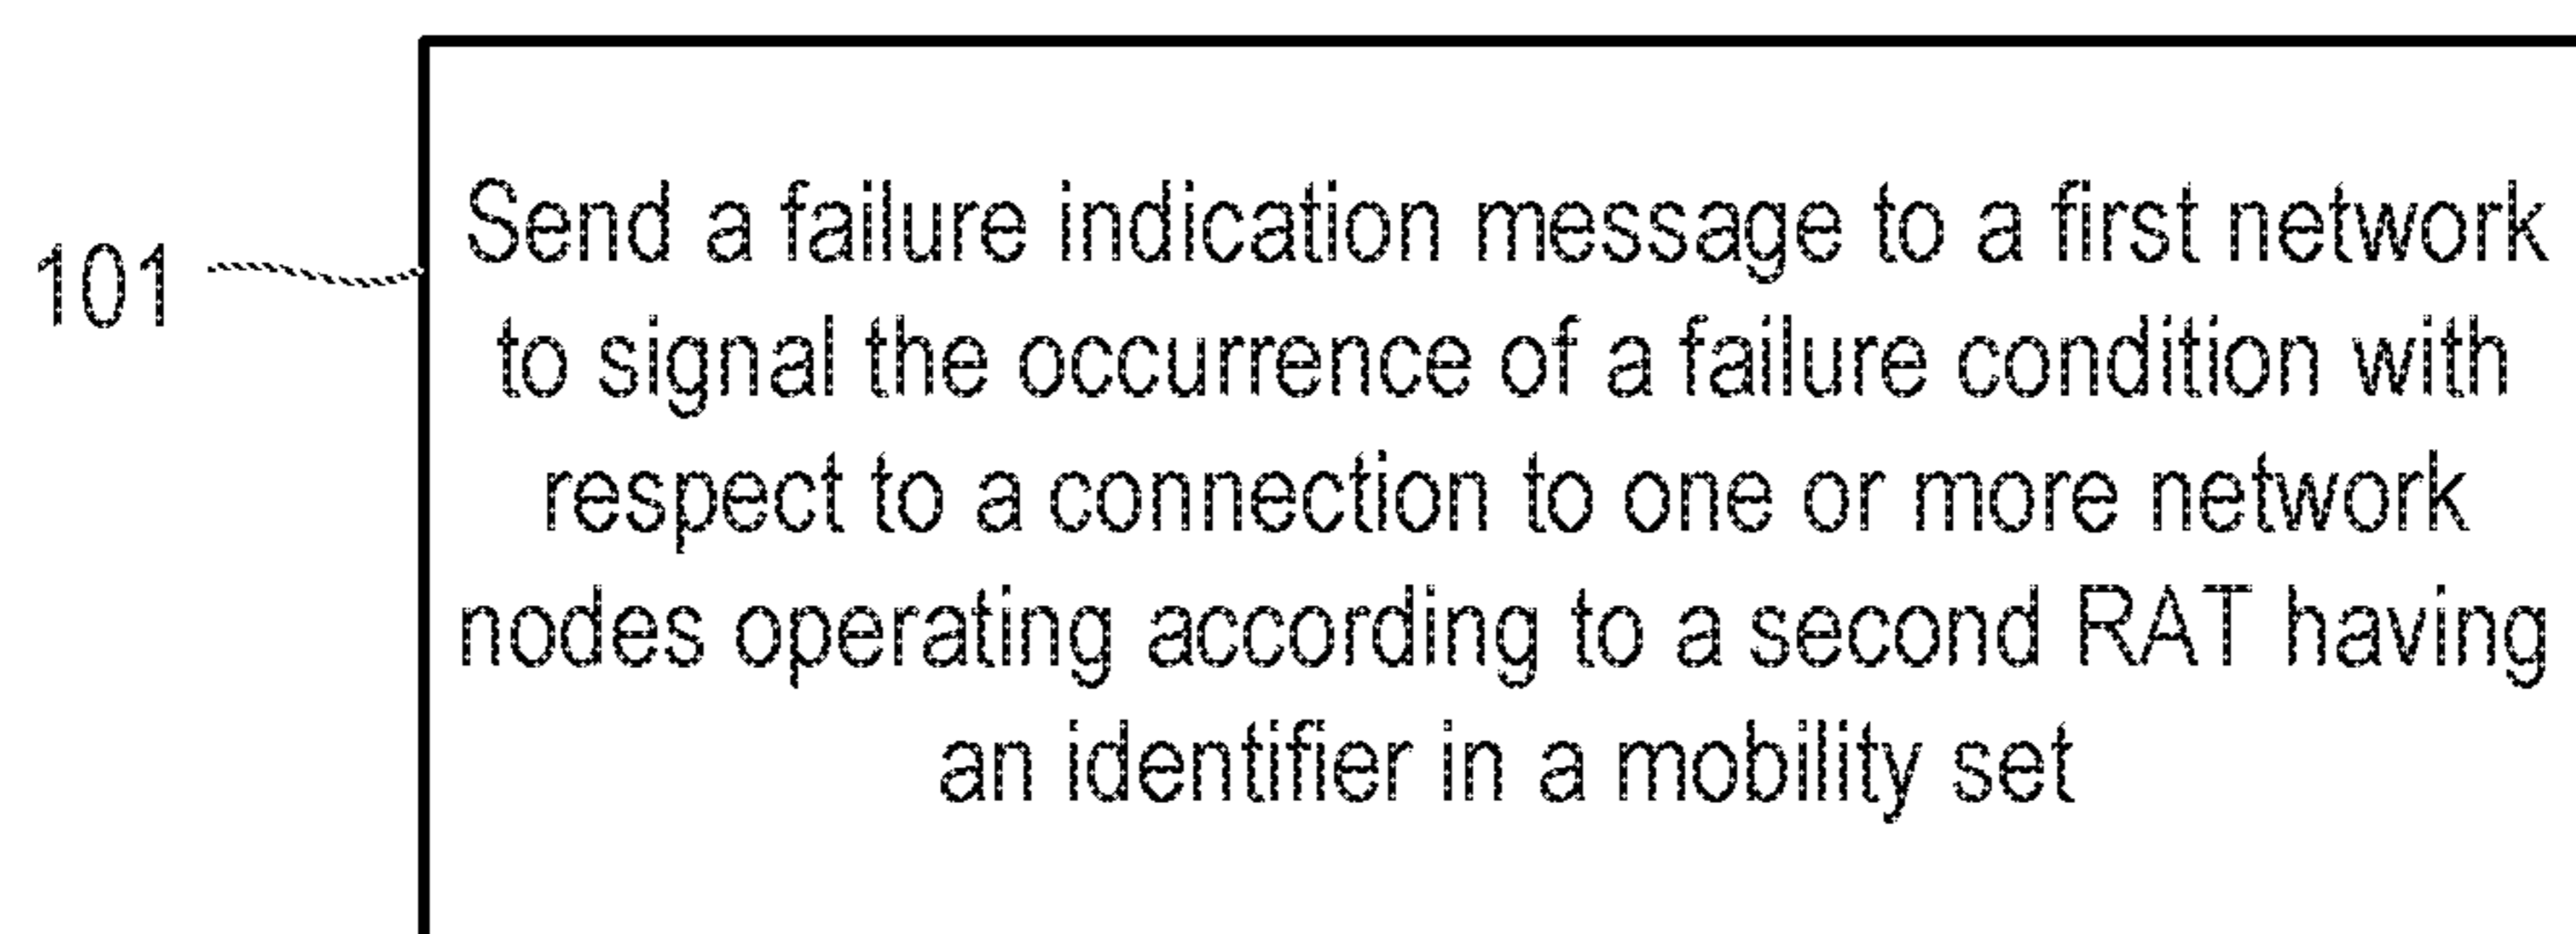 Send a failure indication message to a first network
101
to signal the occurrence of a failure condition with
respect to a connection to one or more network
nodes operating according to a second RAT having
an identifier in a mobility set